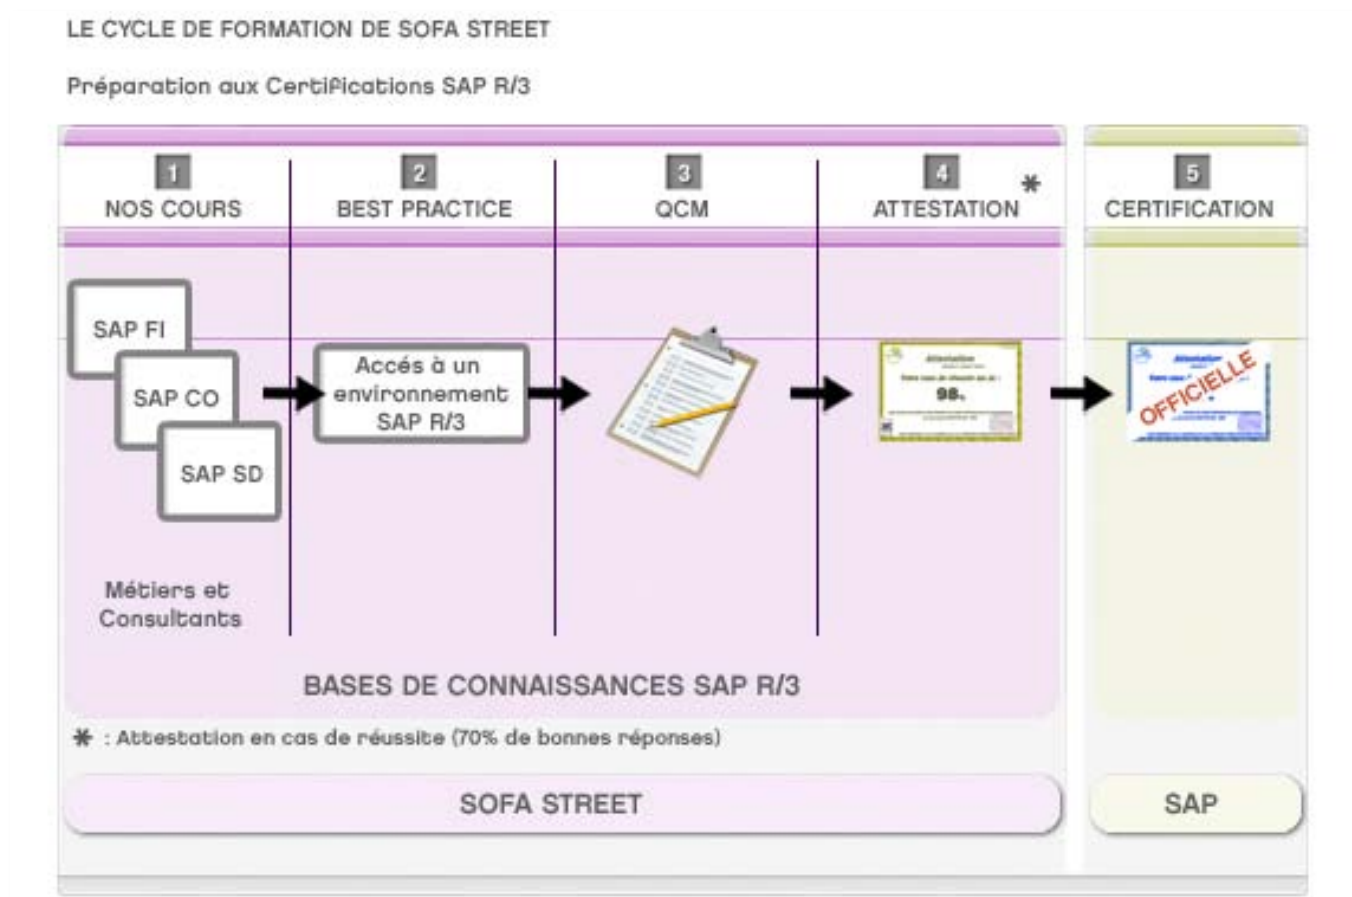 LE CYCLE DE FORMATION DE SOFA STREET
Préparation aux Certifications SAP R/3
1
NOS COURS
2
BEST PRACTICE
3
QCM
4
ATTESTATION *
5
CERTIFICATION
SAP FI
SAP CO
SAP SD
Accés à un
environnement
SAP R/3
Attestation
98%
Attestation
OFFICIELLE
Métiers et
Consultants
BASES DE CONNAISSANCES SAP R/3
* : Attestation en cas de réussite (70% de bonnes réponses)
SOFA STREET
SAP